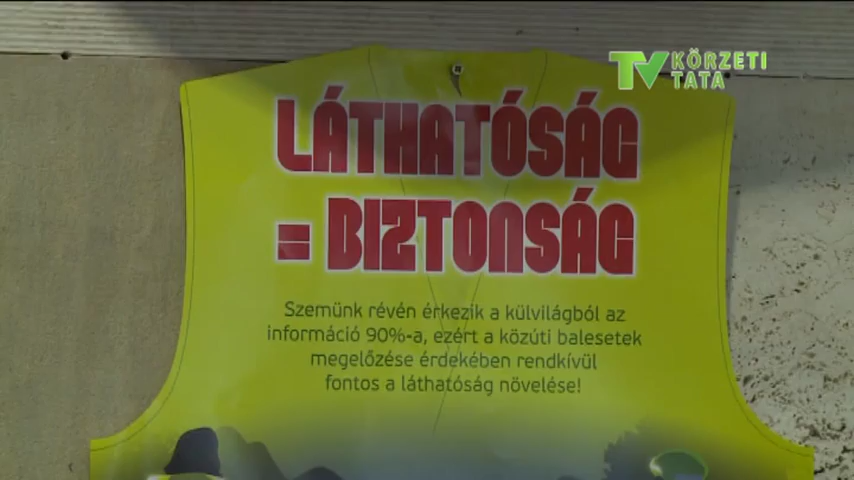 TV KÖRZETI
TATA
LÁTHATÓSÁG
= BIZTONSÁG
Szemünk révén érkezik a külvilágból az
információ 90%-a, ezért a közúti balesetek
megelőzése érdekében rendkívül
fontos a láthatóság növelése!